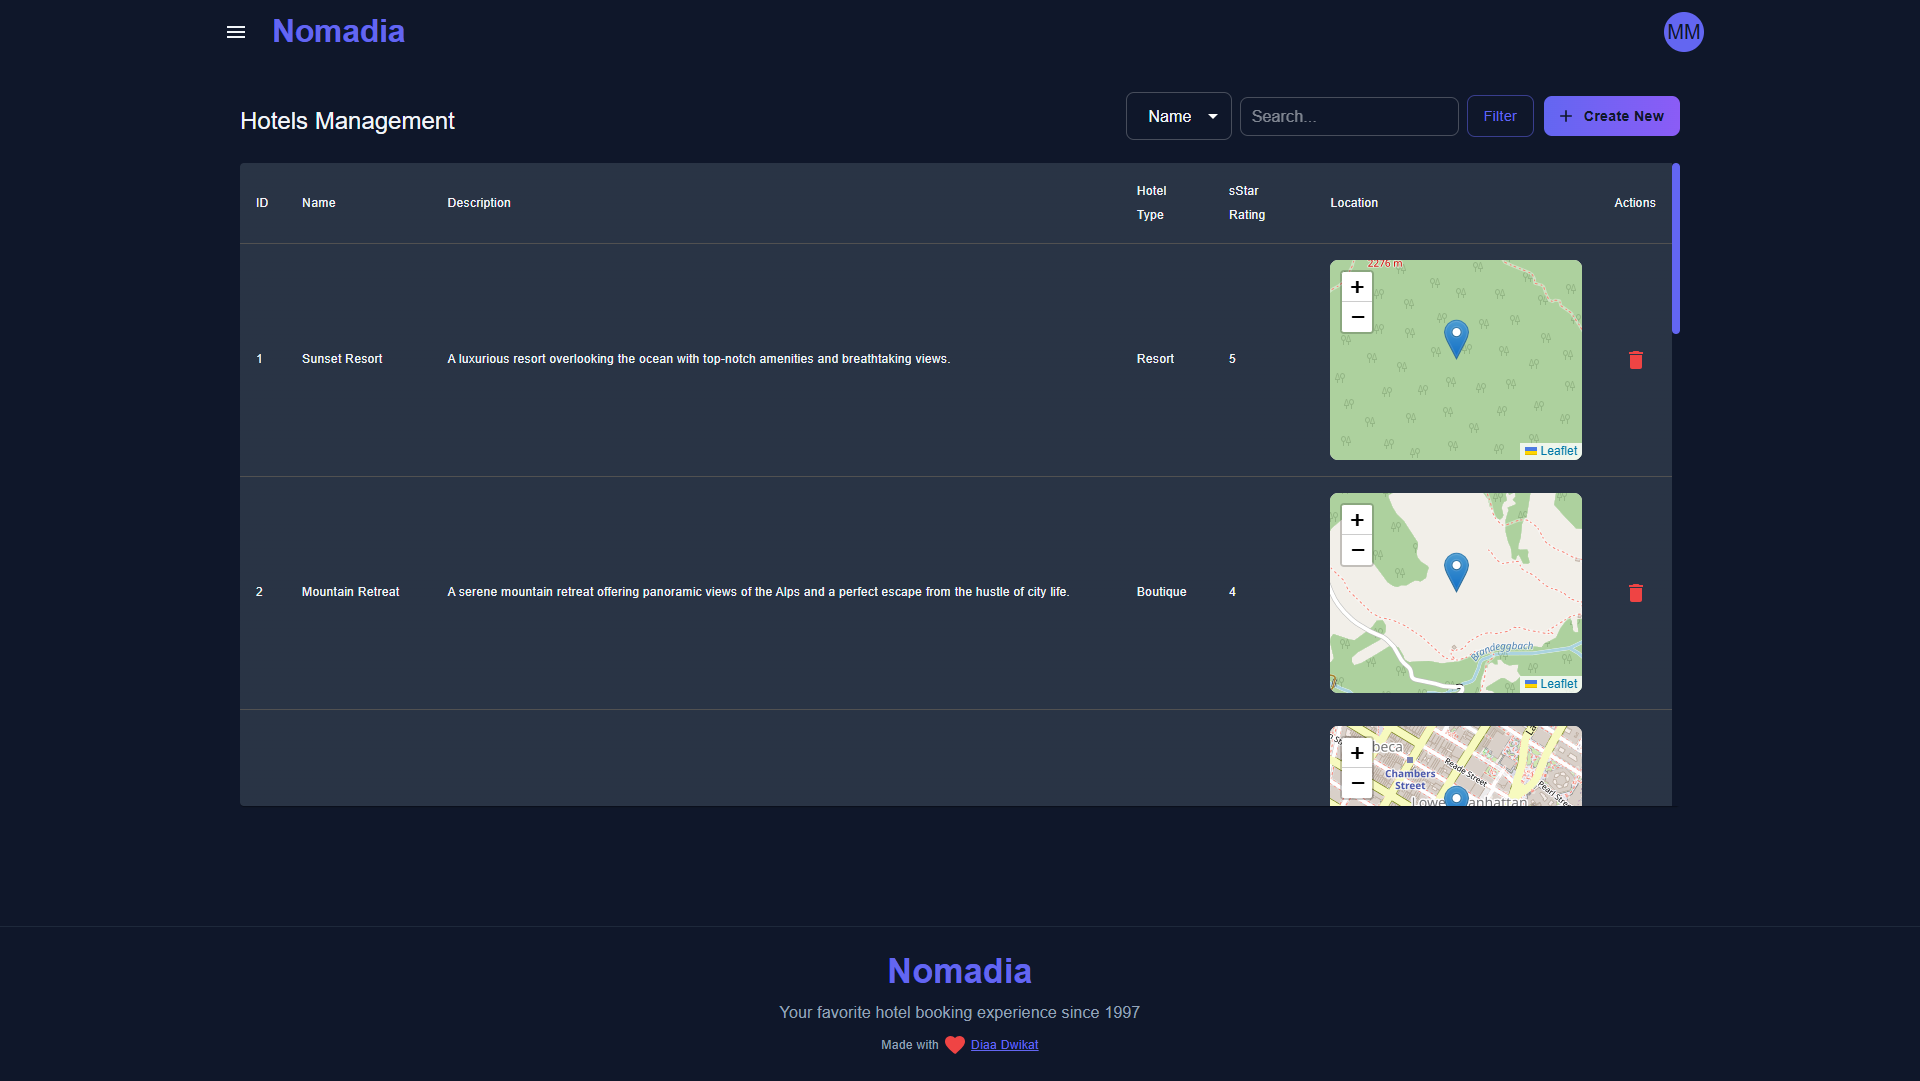 Nomadia
MM
Hotels Management
Name
Search...
Filter
+ Create New
ID
Name
Description
Hotel
Type
sStar
Rating
Location
Actions
1
Sunset Resort
A luxurious resort overlooking the ocean with top-notch amenities and breathtaking views.
Resort
5
2276 m
+
−
Leaflet
2
Mountain Retreat
A serene mountain retreat offering panoramic views of the Alps and a perfect escape from the hustle of city life.
Boutique
4
+
−
Brandeggbach
Leaflet
+
−
beca
Chambers
Street
Reade Street
Pearl Stre
Lowe anhattan
Nomadia
Your favorite hotel booking experience since 1997
Made with
Diaa Dwikat